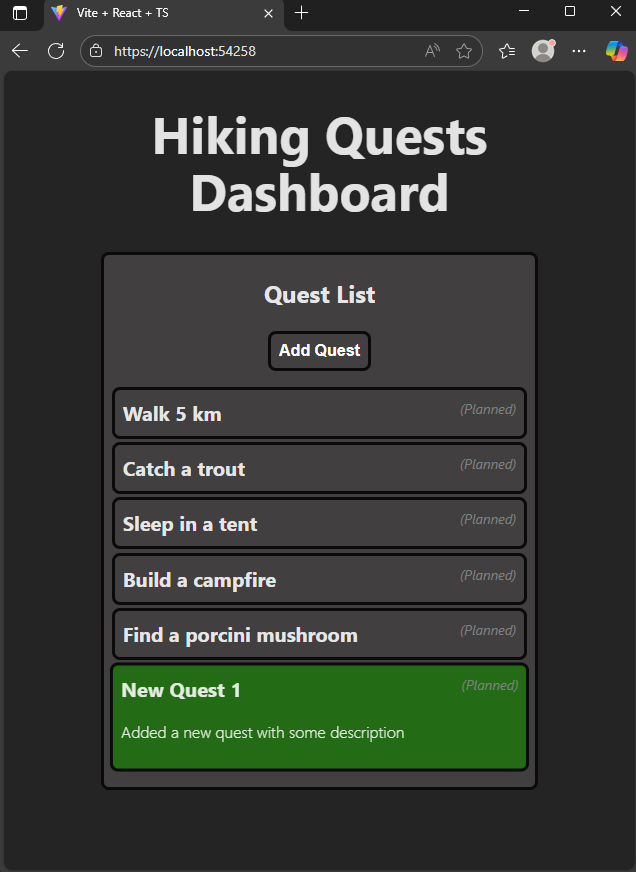 Vite + React + TS
https://localhost:54258
Hiking Quests
Dashboard
Quest List
Add Quest
Walk 5 km
(Planned)
Catch a trout
(Planned)
Sleep in a tent
(Planned)
Build a campfire
(Planned)
Find a porcini mushroom
(Planned)
New Quest 1
(Planned)
Added a new quest with some description